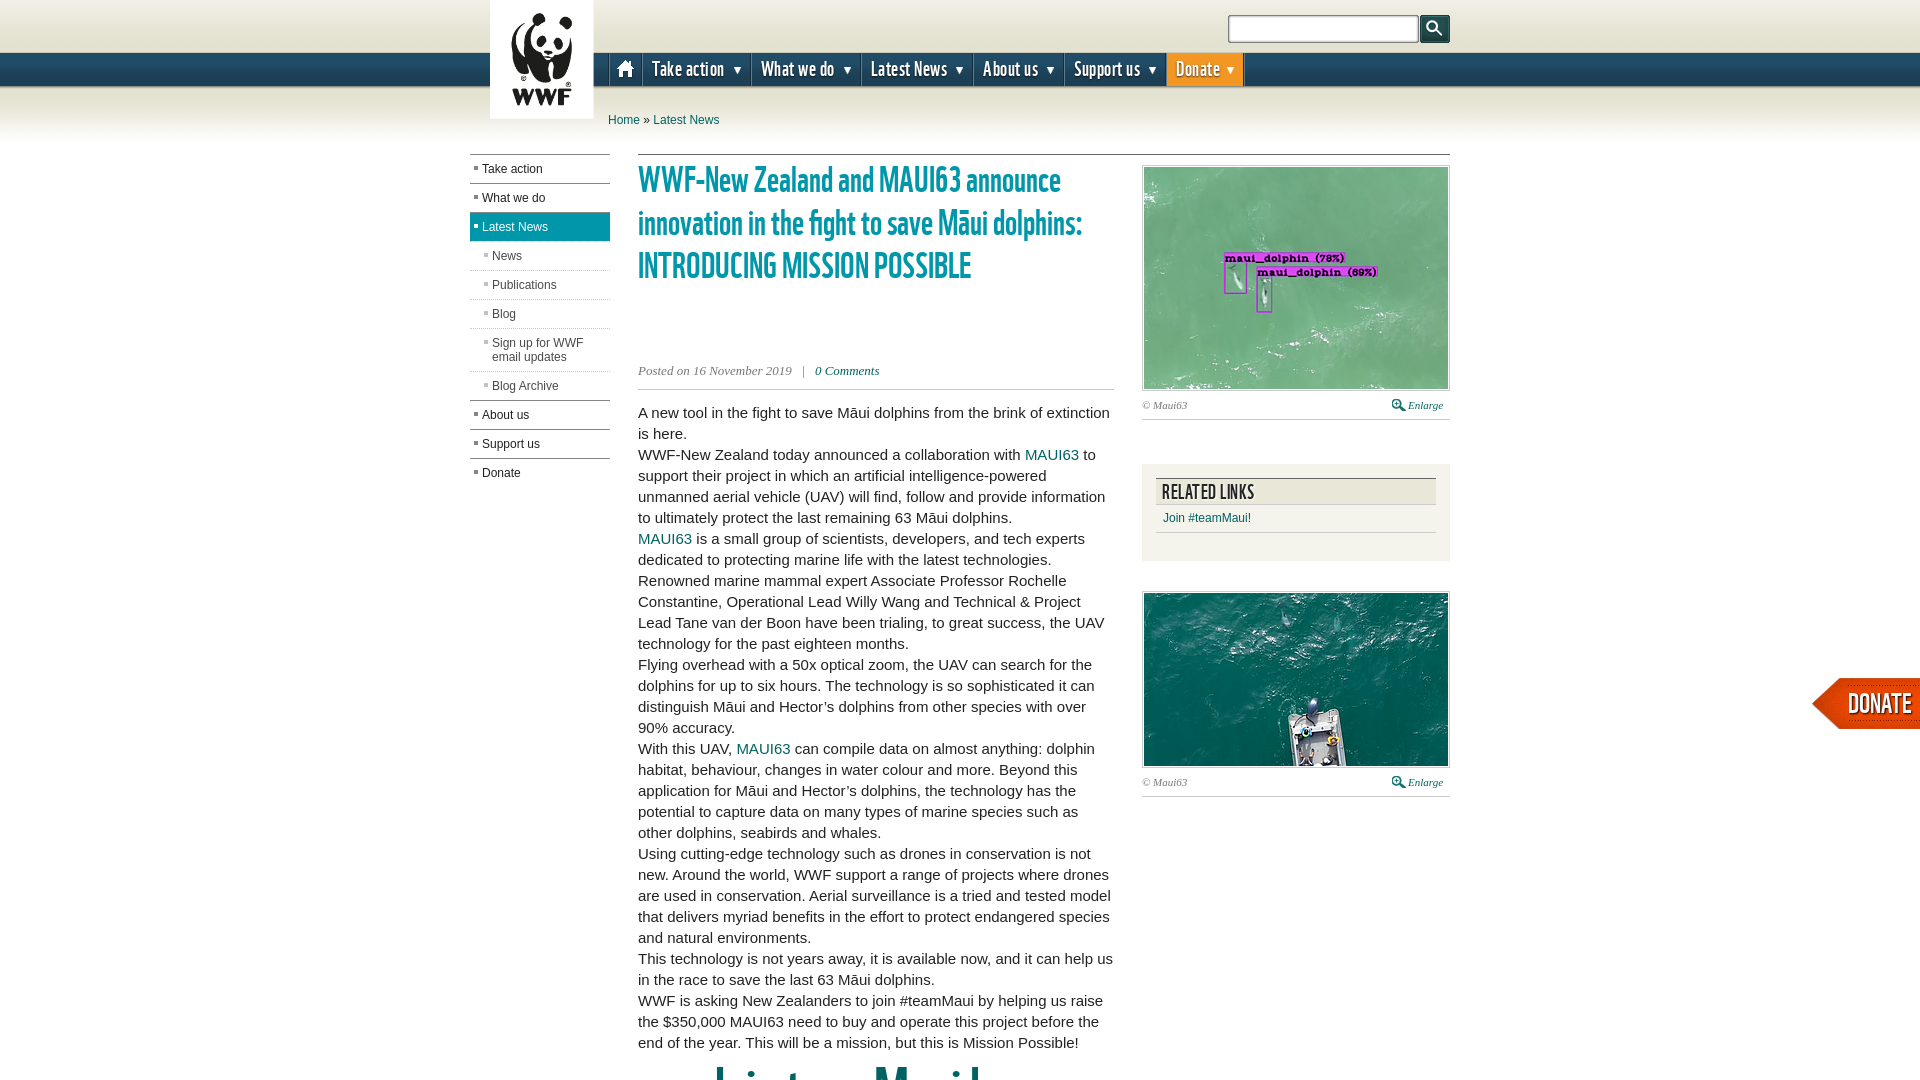 WWF
Take action ▼ What we do ▼ Latest News ▼ About us ▼ Support us ▼ Donate ▼
Home » Latest News
Take action
What we do
Latest News
News
Publications
Blog
Sign up for WWF
email updates
Blog Archive
About us
Support us
Donate
WWF-New Zealand and MAUI63 announce
innovation in the fight to save Māui dolphins:
INTRODUCING MISSION POSSIBLE
Posted on 16 November 2019 | 0 Comments
A new tool in the fight to save Māui dolphins from the brink of extinction
is here.
WWF-New Zealand today announced a collaboration with MAUI63 to
support their project in which an artificial intelligence-powered
unmanned aerial vehicle (UAV) will find, follow and provide information
to ultimately protect the last remaining 63 Māui dolphins.
MAUI63 is a small group of scientists, developers, and tech experts
dedicated to protecting marine life with the latest technologies.
Renowned marine mammal expert Associate Professor Rochelle
Constantine, Operational Lead Willy Wang and Technical & Project
Lead Tane van der Boon have been trialing, to great success, the UAV
technology for the past eighteen months.
Flying overhead with a 50x optical zoom, the UAV can search for the
dolphins for up to six hours. The technology is so sophisticated it can
distinguish Māui and Hector’s dolphins from other species with over
90% accuracy.
With this UAV, MAUI63 can compile data on almost anything: dolphin
habitat, behaviour, changes in water colour and more. Beyond this
application for Māui and Hector’s dolphins, the technology has the
potential to capture data on many types of marine species such as
other dolphins, seabirds and whales.
Using cutting-edge technology such as drones in conservation is not
new. Around the world, WWF support a range of projects where drones
are used in conservation. Aerial surveillance is a tried and tested model
that delivers myriad benefits in the effort to protect endangered species
and natural environments.
This technology is not years away, it is available now, and it can help us
in the race to save the last 63 Māui dolphins.
WWF is asking New Zealanders to join #teamMaui by helping us raise
the $350,000 MAUI63 need to buy and operate this project before the
end of the year. This will be a mission, but this is Mission Possible!
maui_dolphin (78%)
maui_dolphin (69%)
© Maui63 Enlarge
RELATED LINKS
Join #teamMaui!
© Maui63 Enlarge
DONATE